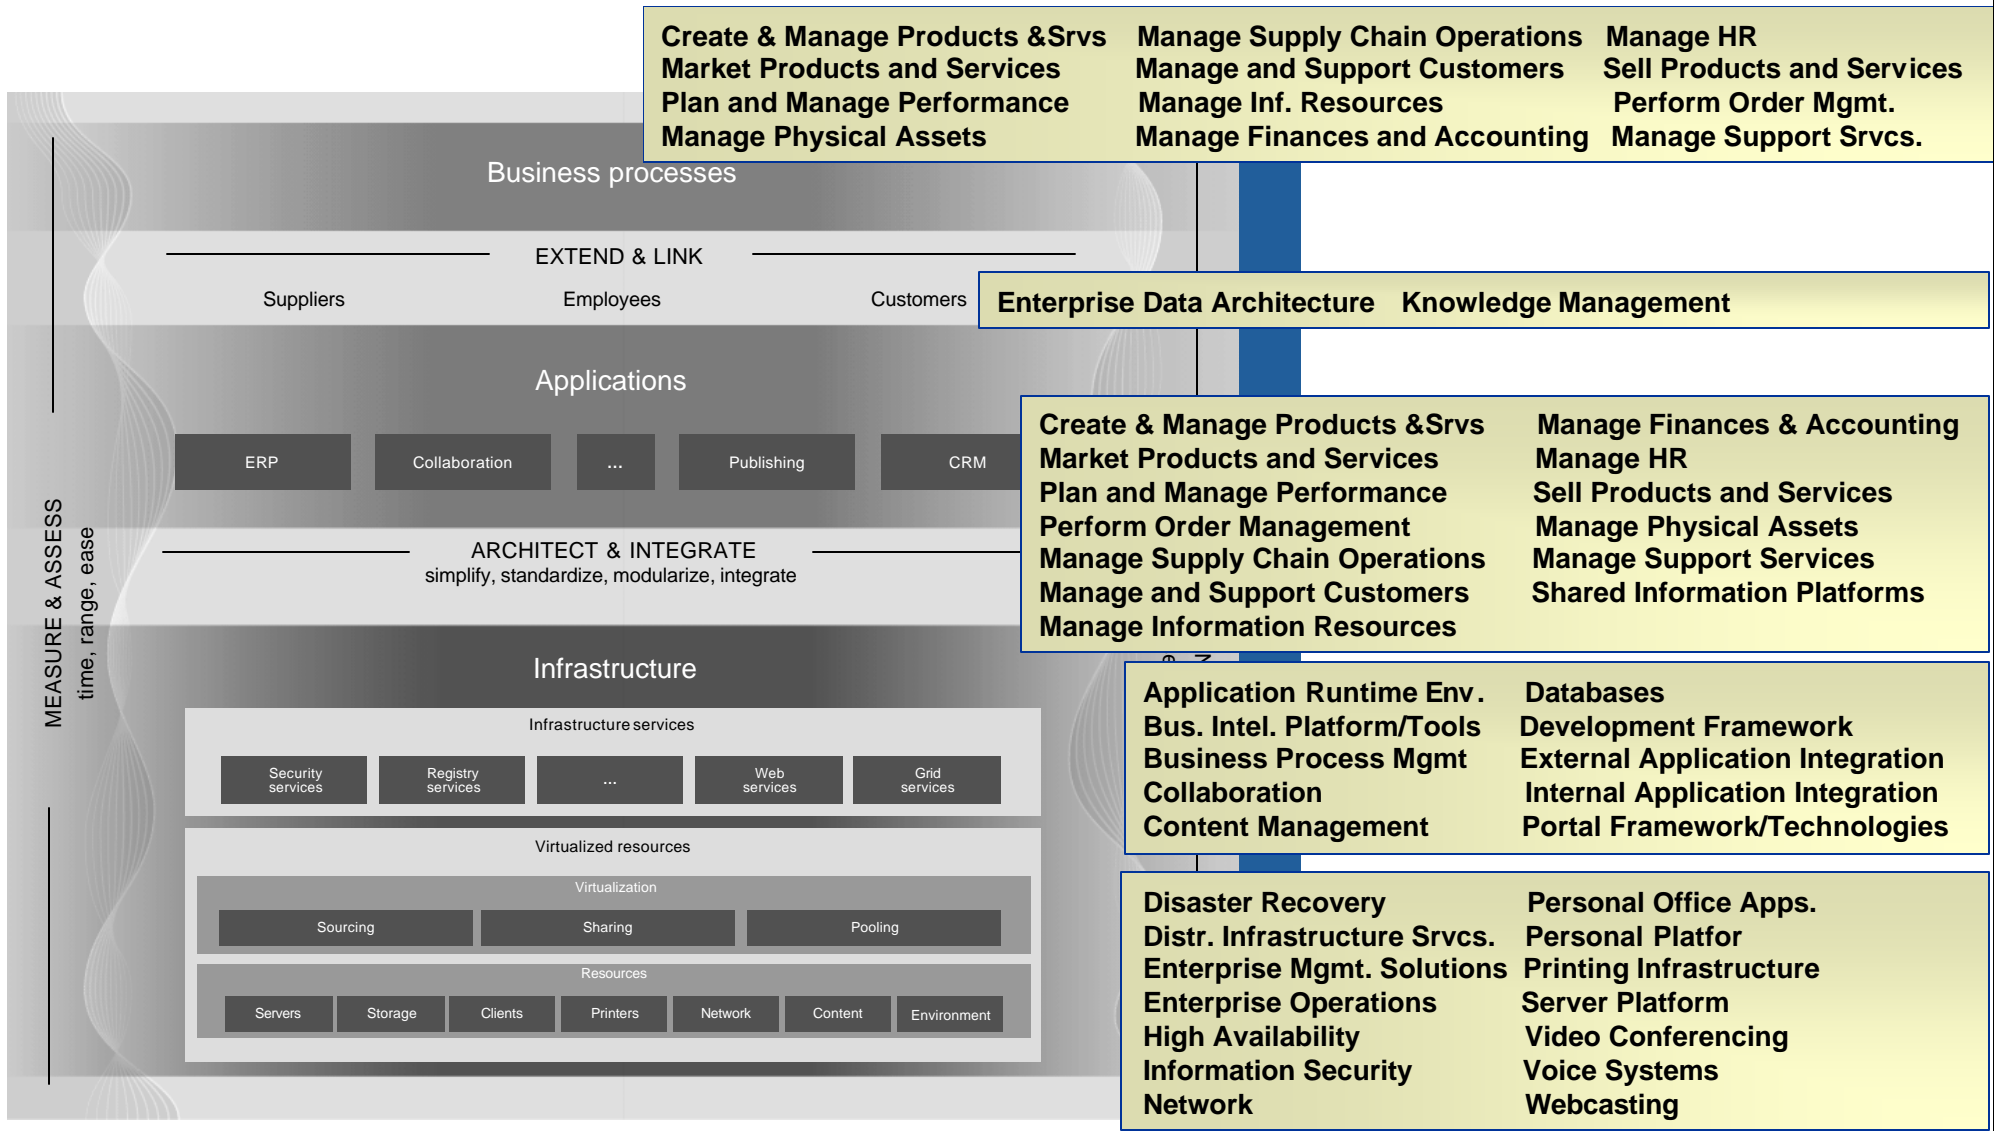 Create & Manage Products &Srvs Manage Supply Chain Operations Manage HR
Market Products and Services Manage and Support Customers Sell Products and Services
Plan and Manage Performance Manage Inf. Resources Perform Order Mgmt.
Manage Physical Assets Manage Finances and Accounting Manage Support Srvcs.
Business processes
EXTEND & LINK
Suppliers Employees Customers
Enterprise Data Architecture Knowledge Management
Applications
ERP Collaboration ... Publishing CRM
Create & Manage Products &Srvs Manage Finances & Accounting
Market Products and Services Manage HR
Plan and Manage Performance Sell Products and Services
Perform Order Management Manage Physical Assets
Manage Supply Chain Operations Manage Support Services
Manage and Support Customers Shared Information Platforms
Manage Information Resources
ARCHITECT & INTEGRATE
simplify, standardize, modularize, integrate
MEASURE & ASSESS
time, range, ease
Infrastructure
Infrastructure services
Security services
Registry services
...
Web services
Grid services
Application Runtime Env. Databases
Bus. Intel. Platform/Tools Development Framework
Business Process Mgmt External Application Integration
Collaboration Internal Application Integration
Content Management Portal Framework/Technologies
Virtualized resources
Virtualization
Sourcing Sharing Pooling
Resources
Servers Storage Clients Printers Network Content Environment
Disaster Recovery Personal Office Apps.
Distr. Infrastructure Srvcs. Personal Platfor
Enterprise Mgmt. Solutions Printing Infrastructure
Enterprise Operations Server Platform
High Availability Video Conferencing
Information Security Voice Systems
Network Webcasting